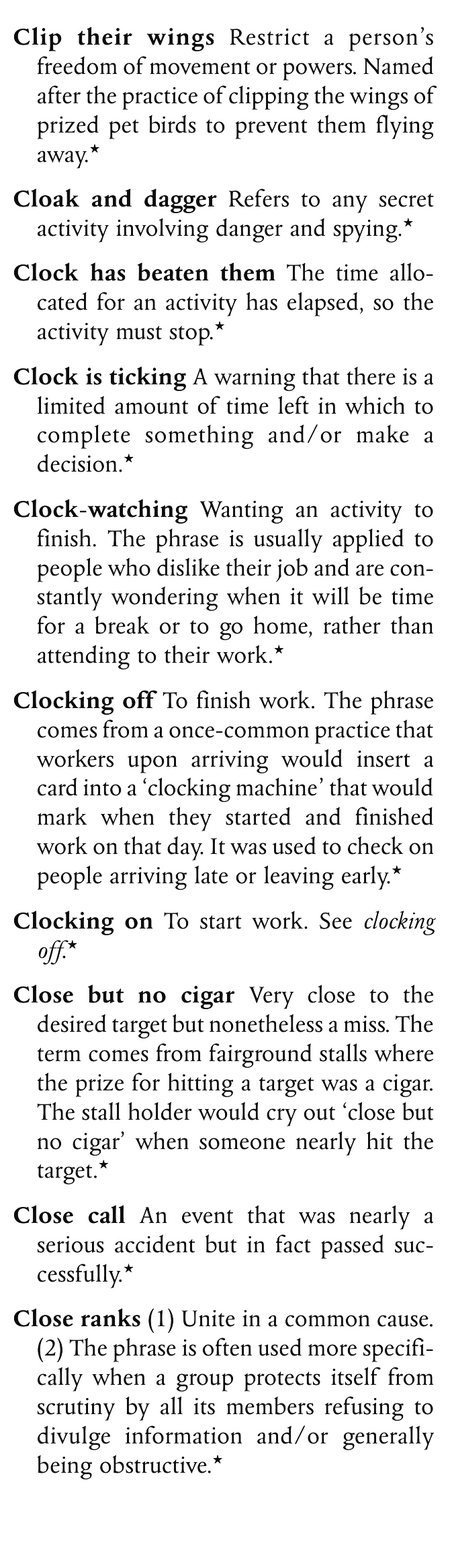 Clip their wings Restrict a person’s
freedom of movement or powers. Named
after the practice of clipping the wings of
prized pet birds to prevent them flying
away.★
Cloak and dagger Refers to any secret
activity involving danger and spying.★
Clock has beaten them The time allo-
cated for an activity has elapsed, so the
activity must stop.★
Clock is ticking A warning that there is a
limited amount of time left in which to
complete something and/or make a
decision.★
Clock-watching Wanting an activity to
finish. The phrase is usually applied to
people who dislike their job and are con-
stantly wondering when it will be time
for a break or to go home, rather than
attending to their work.★
Clocking off To finish work. The phrase
comes from a once-common practice that
workers upon arriving would insert a
card into a ‘clocking machine’ that would
mark when they started and finished
work on that day. It was used to check on
people arriving late or leaving early.★
Clocking on To start work. See clocking
off.★
Close but no cigar Very close to the
desired target but nonetheless a miss. The
term comes from fairground stalls where
the prize for hitting a target was a cigar.
The stall holder would cry out ‘close but
no cigar’ when someone nearly hit the
target.★
Close call An event that was nearly a
serious accident but in fact passed suc-
cessfully.★
Close ranks (1) Unite in a common cause.
(2) The phrase is often used more specifi-
cally when a group protects itself from
scrutiny by all its members refusing to
divulge information and/or generally
being obstructive.★